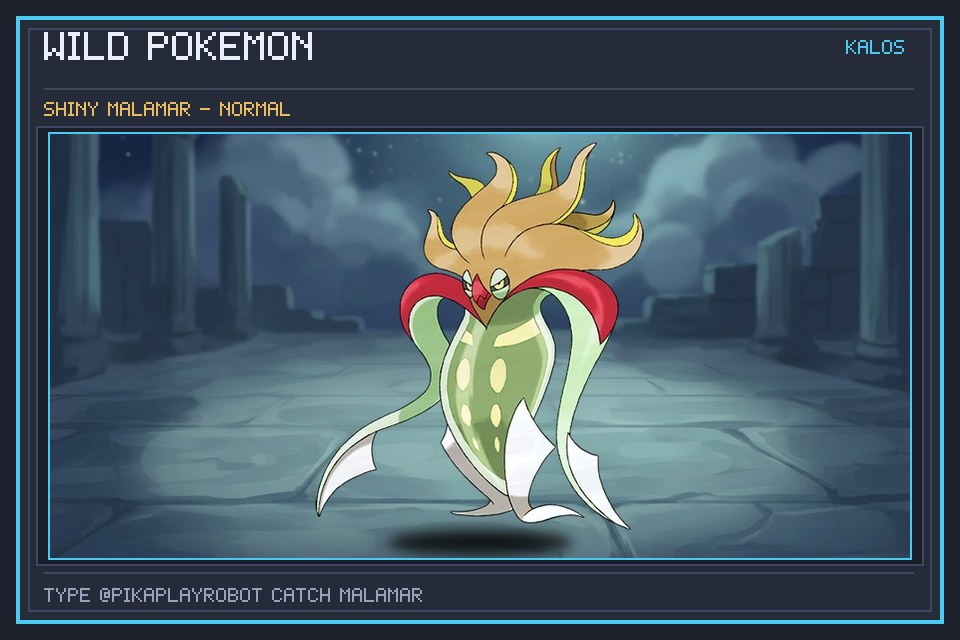 WILD POKEMON
KALOS
SHINY MALAMAR - NORMAL
TYPE @PIKAPLAYROBOT CATCH MALAMAR